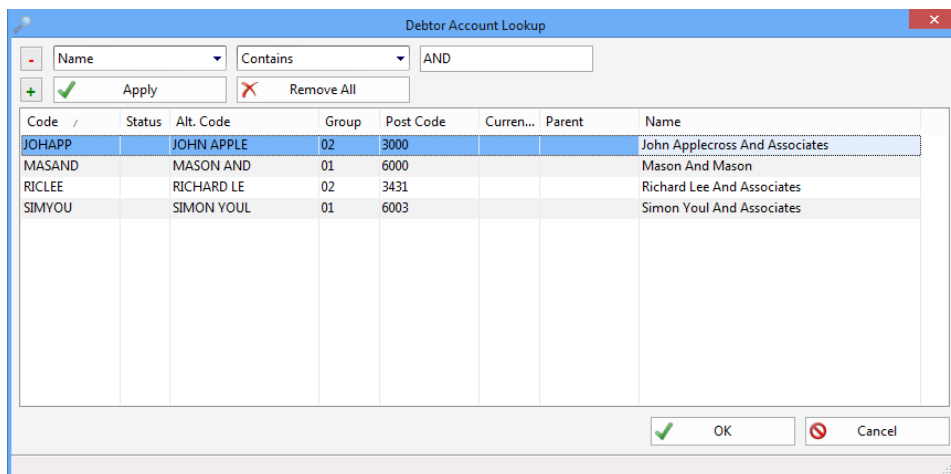 Debtor Account Lookup
- Name Contains AND
+ Apply Remove All
Code Status Alt. Code Group Post Code Curren... Parent Name
JOHAPP JOHN APPLE 02 3000 John Applecross And Associates
MASAND MASON AND 01 6000 Mason And Mason
RICLEE RICHARD LE 02 3431 Richard Lee And Associates
SIMYOU SIMON YOUL 01 6003 Simon Youl And Associates
OK Cancel